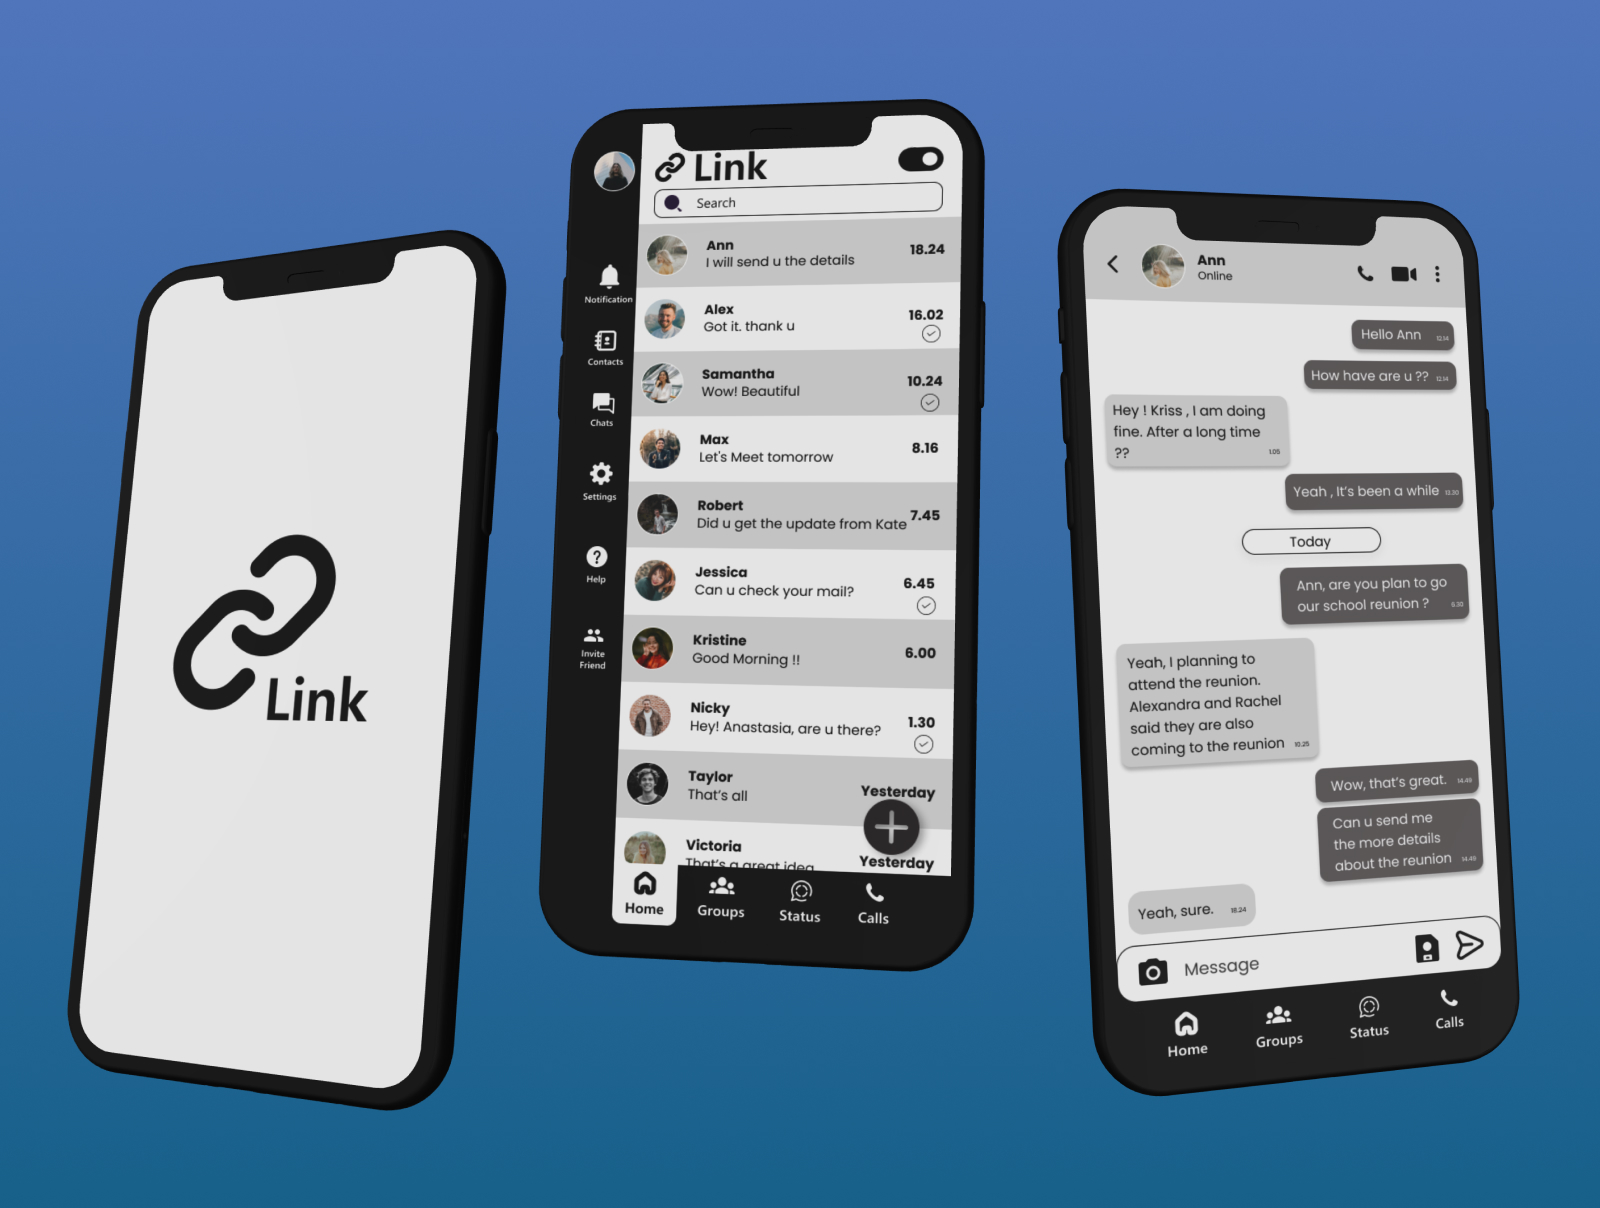 Link
Link
Search
Notification
Contacts
Chats
Settings
Help
Invite
Friend
Ann
18.24
I will send u the details
Alex
16.02
Got it. thank u
Samantha
10.24
Wow! Beautiful
Max
8.16
Let's Meet tomorrow
Robert
7.45
Did u get the update from Kate
Jessica
6.45
Can u check your mail?
Kristine
6.00
Good Morning !!
Nicky
1.30
Hey! Anastasia, are u there?
Taylor
Yesterday
That's all
Victoria
Yesterday
That's a great idea
Home
Groups
Status
Calls
Ann
Online
Hello Ann 12.14
How have are u ?? 12.14
Hey ! Kriss , I am doing
fine. After a long time
?? 1.05
Yeah , It's been a while 13.30
Today
Ann, are you plan to go
our school reunion ? 9.30
Yeah, I planning to
attend the reunion.
Alexandra and Rachel
said they are also
coming to the reunion 10.25
Wow, that's great. 14.49
Can u send me
the more details
about the reunion 14.49
Yeah, sure. 18.24
Message
Home
Groups
Status
Calls